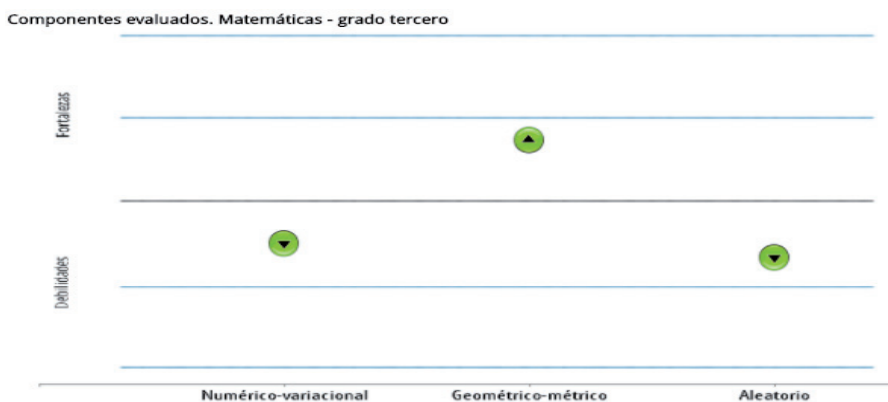 Componentes evaluados. Matemáticas - grado tercero
Fortalezas
Debilidades
Numérico-variacional
Geométrico-métrico
Aleatorio